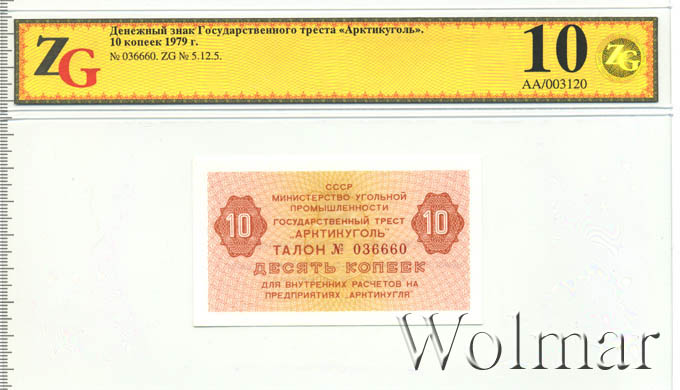 ZG
Денежный знак Государственного треста «Арктикуголь».
10 копеек 1979 г.
№ 036660. ZG № 5.12.5.
10
ZG
AA/003120
СССР
МИНИСТЕРСТВО УГОЛЬНОЙ
ПРОМЫШЛЕННОСТИ
ГОСУДАРСТВЕННЫЙ ТРЕСТ
"АРКТИКУГОЛЬ"
10
10
ТАЛОН № 036660
ДЕСЯТЬ КОПЕЕК
ДЛЯ ВНУТРЕННИХ РАСЧЕТОВ НА
ПРЕДПРИЯТИЯХ „АРКТИКУГЛЯ"
Wolmar